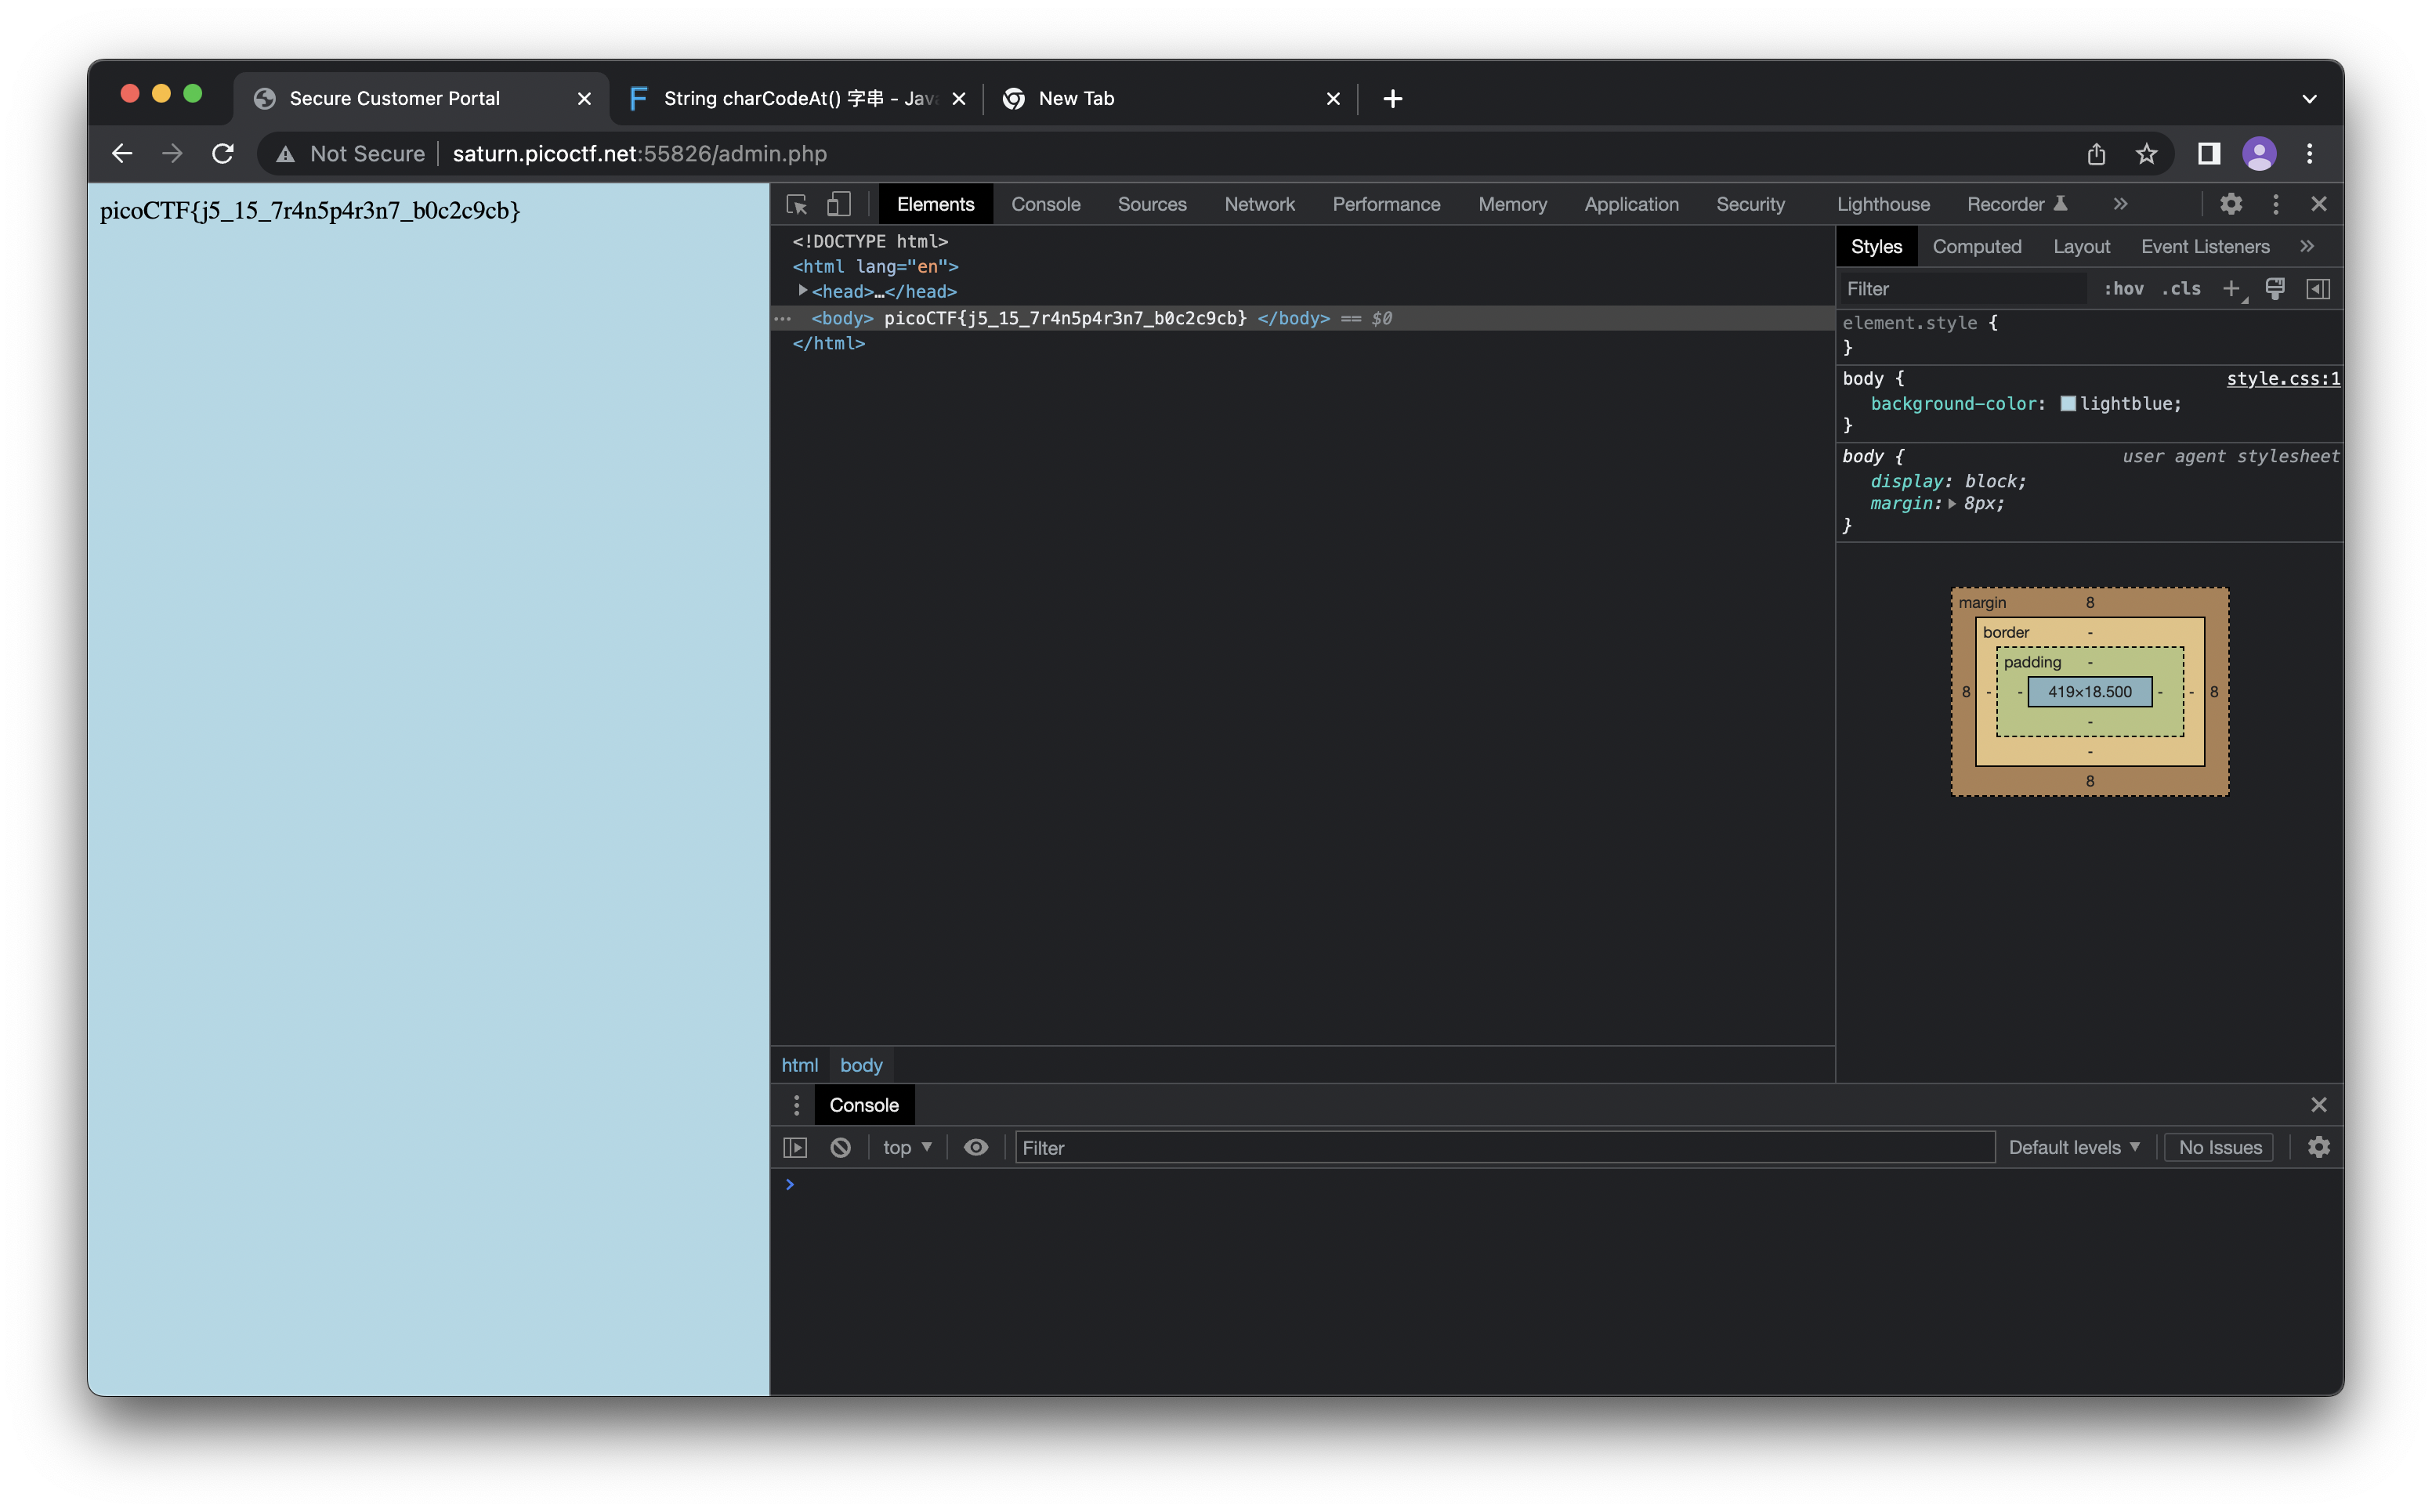 Secure Customer Portal
String charCodeAt() 字串 - Jav
New Tab
Not Secure
saturn.picoctf.net:55826/admin.php
picoCTF{j5_15_7r4n5p4r3n7_b0c2c9cb}
Elements Console Sources Network Performance Memory Application Security Lighthouse Recorder
<!DOCTYPE html>
<html lang="en">
<head>…</head>
<body> picoCTF{j5_15_7r4n5p4r3n7_b0c2c9cb} </body> == $0
</html>
html body
Styles Computed Layout Event Listeners
Filter :hov .cls
element.style {
}
body { style.css:1
background-color: lightblue;
}
body { user agent stylesheet
display: block;
margin: 8px;
}
margin 8
border -
padding -
8 - - 419×18.500 - - 8
-
-
8
Console
top Filter Default levels No Issues